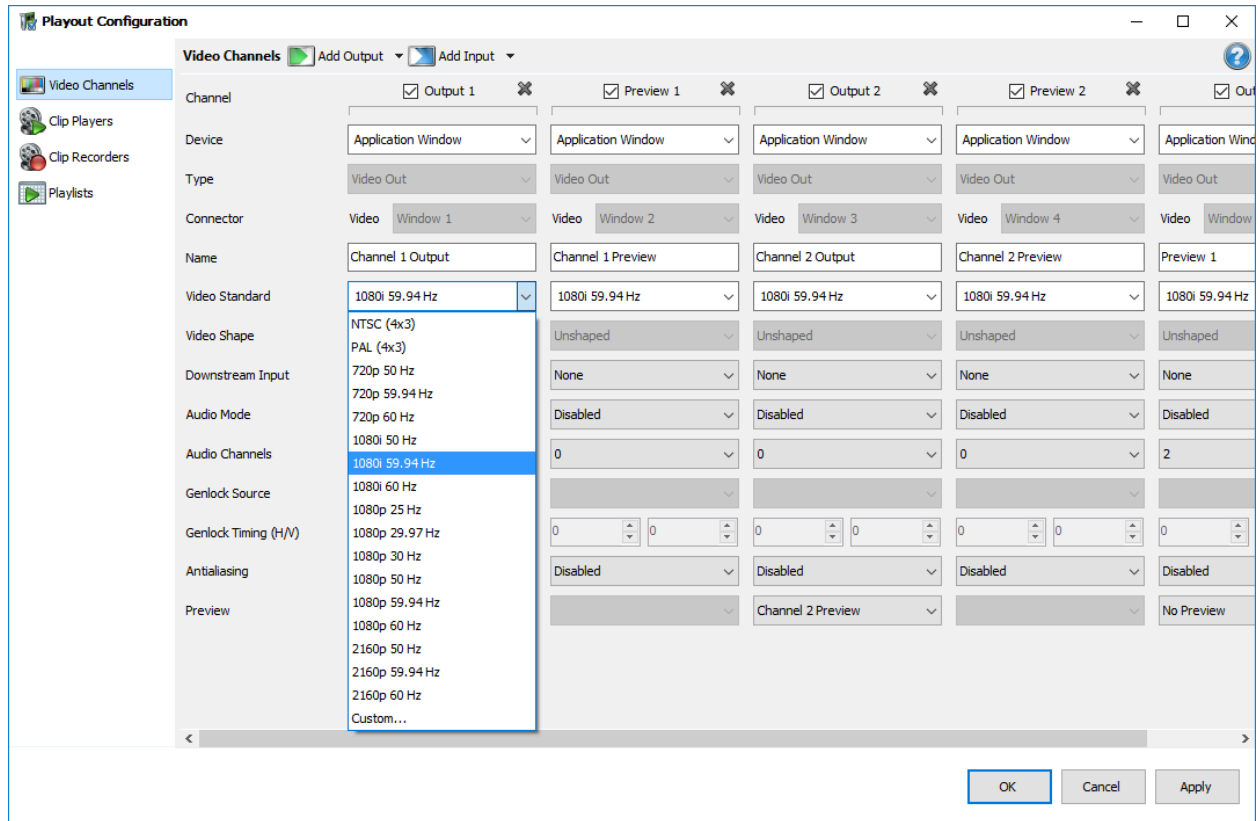 Playout Configuration
Video Channels Add Output Add Input
Video Channels
Clip Players
Clip Recorders
Playlists
Channel Output 1 Preview 1 Output 2 Preview 2 Out
Device Application Window Application Window Application Window Application Window Application Wind
Type Video Out Video Out Video Out Video Out Video Out
Connector Video Window 1 Video Window 2 Video Window 3 Video Window 4 Video Window
Name Channel 1 Output Channel 1 Preview Channel 2 Output Channel 2 Preview Preview 1
Video Standard 1080i 59.94 Hz 1080i 59.94 Hz 1080i 59.94 Hz 1080i 59.94 Hz 1080i 59.94 Hz
NTSC (4x3)
PAL (4x3)
720p 50 Hz
720p 59.94 Hz
720p 60 Hz
1080i 50 Hz
1080i 59.94 Hz
1080i 60 Hz
1080p 25 Hz
1080p 29.97 Hz
1080p 30 Hz
1080p 50 Hz
1080p 59.94 Hz
1080p 60 Hz
2160p 50 Hz
2160p 59.94 Hz
2160p 60 Hz
Custom...
Video Shape Unshaped Unshaped Unshaped Unshaped
Downstream Input None None None None
Audio Mode Disabled Disabled Disabled Disabled
Audio Channels 0 0 0 2
Genlock Source
Genlock Timing (H/V) 0 0 0 0 0 0 0
Antialiasing Disabled Disabled Disabled Disabled
Preview Channel 2 Preview No Preview
OK Cancel Apply